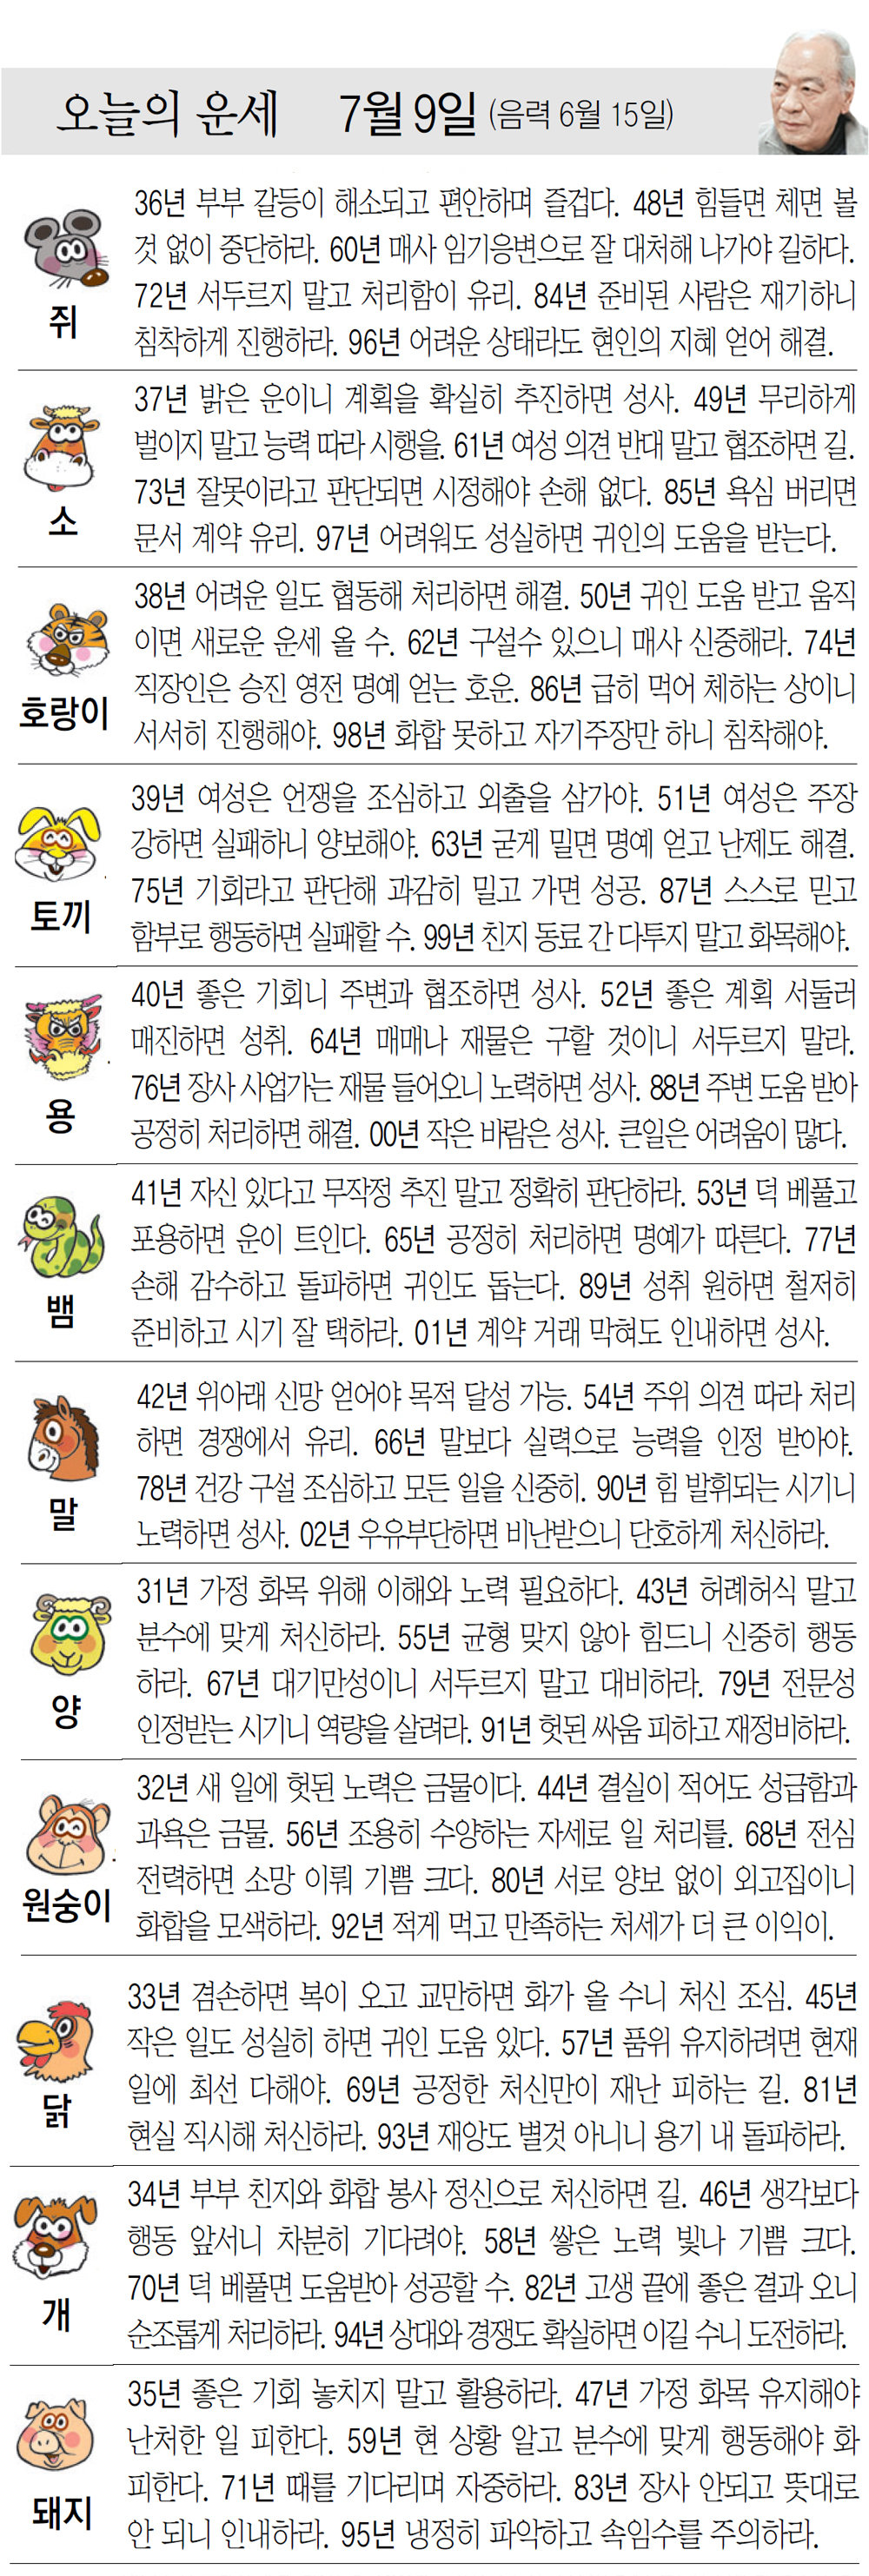 오늘의 운세 7월 9일 (음력 6월 15일)
쥐
36년 부부 갈등이 해소되고 편안하며 즐겁다. 48년 힘들면 체면 볼
것 없이 중단하라. 60년 매사 임기응변으로 잘 대처해 나가야 길하다.
72년 서두르지 말고 처리함이 유리. 84년 준비된 사람은 재기하니
침착하게 진행하라. 96년 어려운 상태라도 현인의 지혜 얻어 해결.
소
37년 밝은 운이니 계획을 확실히 추진하면 성사. 49년 무리하게
벌이지 말고 능력 따라 시행을. 61년 여성 의견 반대 말고 협조하면 길.
73년 잘못이라고 판단되면 시정해야 손해 없다. 85년 욕심 버리면
문서 계약 유리. 97년 어려워도 성실하면 귀인의 도움을 받는다.
호랑이
38년 어려운 일도 협동해 처리하면 해결. 50년 귀인 도움 받고 움직
이면 새로운 운세 올 수. 62년 구설수 있으니 매사 신중해라. 74년
직장인은 승진 영전 명예 얻는 호운. 86년 급히 먹어 체하는 상이니
서서히 진행해야. 98년 화합 못하고 자기주장만 하니 침착해야.
토끼
39년 여성은 언쟁을 조심하고 외출을 삼가야. 51년 여성은 주장
강하면 실패하니 양보해야. 63년 굳게 밀면 명예 얻고 난제도 해결.
75년 기회라고 판단해 과감히 밀고 가면 성공. 87년 스스로 믿고
함부로 행동하면 실패할 수. 99년 친지 동료 간 다투지 말고 화목해야.
용
40년 좋은 기회니 주변과 협조하면 성사. 52년 좋은 계획 서둘러
매진하면 성취. 64년 매매나 재물은 구할 것이니 서두르지 말라.
76년 장사 사업가는 재물 들어오니 노력하면 성사. 88년 주변 도움 받아
공정히 처리하면 해결. 00년 작은 바람은 성사. 큰일은 어려움이 많다.
뱀
41년 자신 있다고 무작정 추진 말고 정확히 판단하라. 53년 덕 베풀고
포용하면 운이 트인다. 65년 공정히 처리하면 명예가 따른다. 77년
손해 감수하고 돌파하면 귀인도 돕는다. 89년 성취 원하면 철저히
준비하고 시기 잘 택하라. 01년 계약 거래 막혀도 인내하면 성사.
말
42년 위아래 신망 얻어야 목적 달성 가능. 54년 주위 의견 따라 처리
하면 경쟁에서 유리. 66년 말보다 실력으로 능력을 인정 받아야.
78년 건강 구설 조심하고 모든 일을 신중히. 90년 힘 발휘되는 시기니
노력하면 성사. 02년 우유부단하면 비난받으니 단호하게 처신하라.
양
31년 가정 화목 위해 이해와 노력 필요하다. 43년 허례허식 말고
분수에 맞게 처신하라. 55년 균형 맞지 않아 힘드니 신중히 행동
하라. 67년 대기만성이니 서두르지 말고 대비하라. 79년 전문성
인정받는 시기니 역량을 살려라. 91년 헛된 싸움 피하고 재정비하라.
원숭이
32년 새 일에 헛된 노력은 금물이다. 44년 결실이 적어도 성급함과
과욕은 금물. 56년 조용히 수양하는 자세로 일 처리를. 68년 전심
전력하면 소망 이뤄 기쁨 크다. 80년 서로 양보 없이 외고집이니
화합을 모색하라. 92년 적게 먹고 만족하는 처세가 더 큰 이익이.
닭
33년 겸손하면 복이 오고 교만하면 화가 올 수니 처신 조심. 45년
작은 일도 성실히 하면 귀인 도움 있다. 57년 품위 유지하려면 현재
일에 최선 다해야. 69년 공정한 처신만이 재난 피하는 길. 81년
현실 직시해 처신하라. 93년 재앙도 별것 아니니 용기 내 돌파하라.
개
34년 부부 친지와 화합 봉사 정신으로 처신하면 길. 46년 생각보다
행동 앞서니 차분히 기다려야. 58년 쌓은 노력 빛나 기쁨 크다.
70년 덕 베풀면 도움받아 성공할 수. 82년 고생 끝에 좋은 결과 오니
순조롭게 처리하라. 94년 상대와 경쟁도 확실하면 이길 수니 도전하라.
돼지
35년 좋은 기회 놓치지 말고 활용하라. 47년 가정 화목 유지해야
난처한 일 피한다. 59년 현 상황 알고 분수에 맞게 행동해야 화
피한다. 71년 때를 기다리며 자중하라. 83년 장사 안되고 뜻대로
안 되니 인내하라. 95년 냉정히 파악하고 속임수를 주의하라.